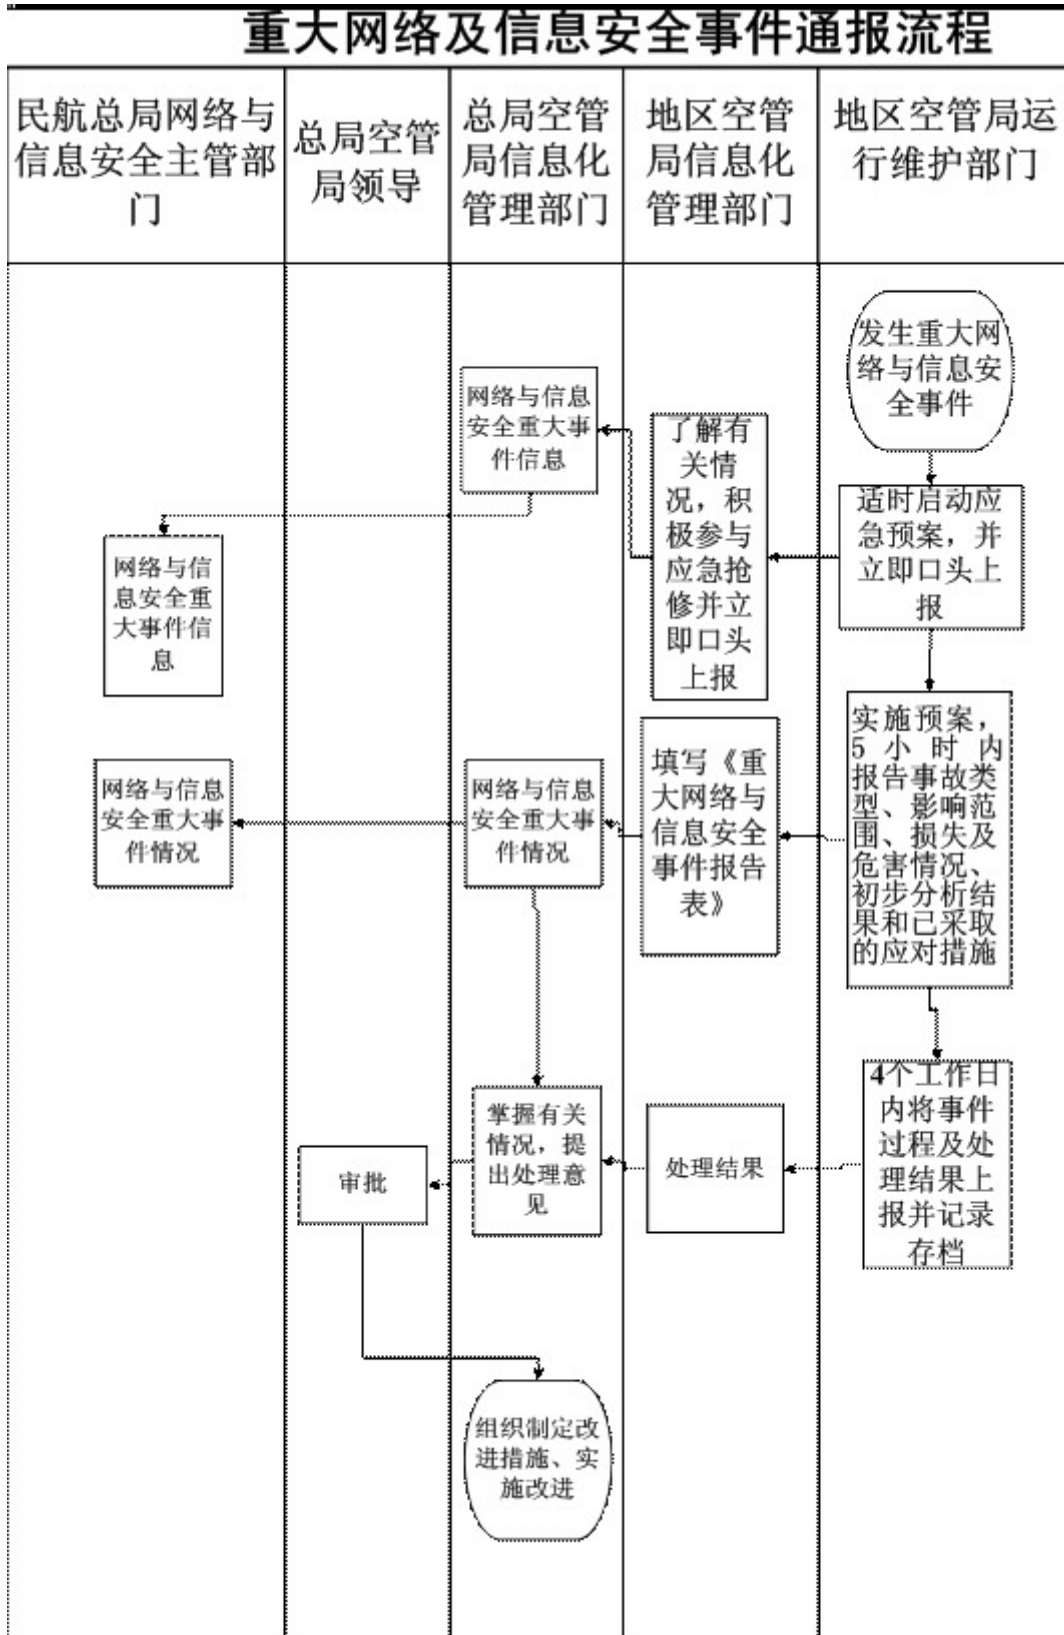 重大网络及信息安全事件通报流程
民航总局网络与
信息安全主管部
门
总局空管
局领导
总局空管
局信息化
管理部门
地区空管
局信息化
管理部门
地区空管局运
行维护部门
发生重大网
络与信息安
全事件
网络与信息
安全重大事
件信息
了解有
关情
况，积
极参与
应急抢
修并立
即口头
上报
适时启动应
急预案，并
立即口头上
报
网络与信
息安全重
大事件信
息
实施预案，
5小时内
报告事故类
型、影响范
围、损失及
危害情况、
初步分析结
果和已采取
的应对措施
填写《重
大网络与
信息安全
事件报告
表》
网络与信息
安全重大事
件情况
网络与信息
安全重大事
件情况
4个工作日
内将事件
过程及处
理结果上
报并记录
存档
处理结果
掌握有关
情况，提
出处理意
见
审批
组织制定改
进措施、实
施改进